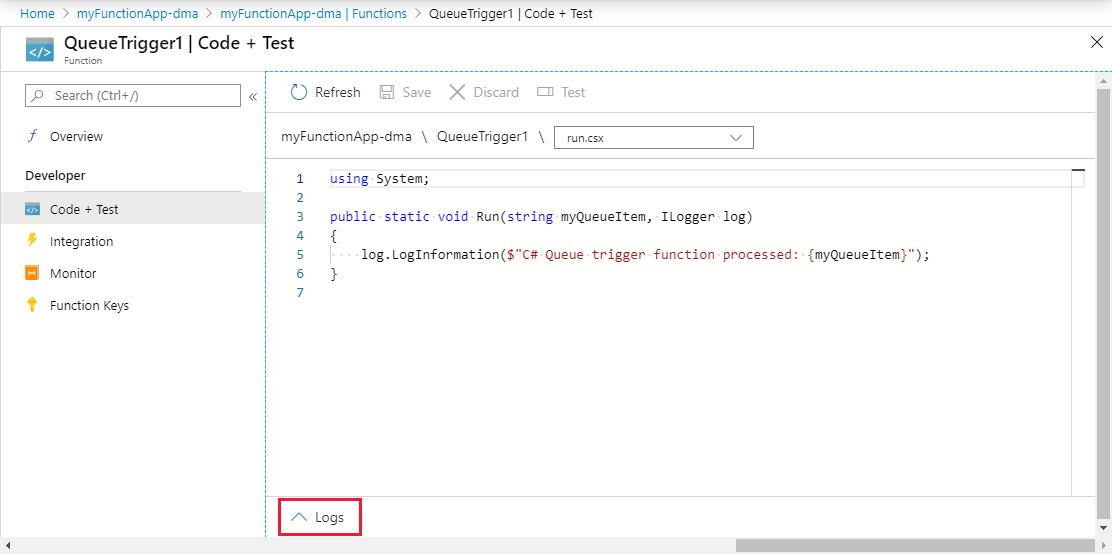 Home > myFunctionApp-dma > myFunctionApp-dma | Functions > QueueTrigger1 | Code + Test
QueueTrigger1 | Code + Test
Function
Search (Ctrl+/)
«
Overview
Developer
Code + Test
Integration
Monitor
Function Keys
Refresh Save Discard Test
myFunctionApp-dma \ QueueTrigger1 \ run.csx
1 using System;
2
3 public static void Run(string myQueueItem, ILogger log)
4 {
5     log.LogInformation($"C# Queue trigger function processed: {myQueueItem}");
6 }
7
Logs